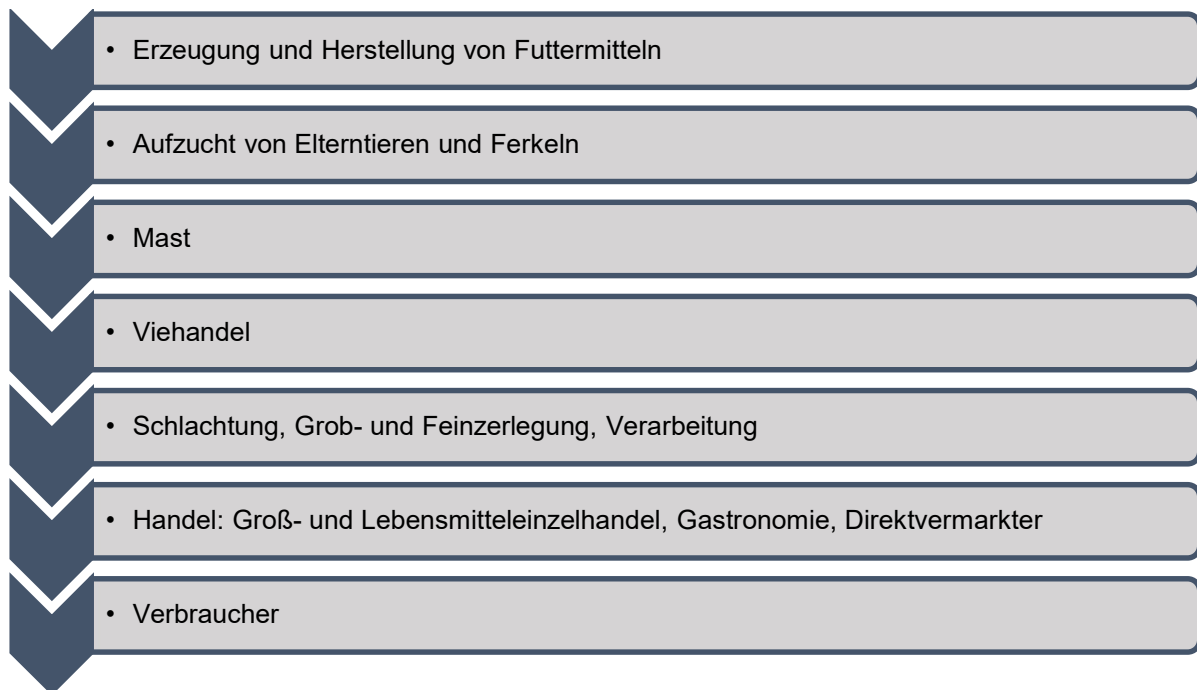 • Erzeugung und Herstellung von Futtermitteln
• Aufzucht von Elterntieren und Ferkeln
• Mast
• Viehandel
• Schlachtung, Grob- und Feinzerlegung, Verarbeitung
• Handel: Groß- und Lebensmitteleinzelhandel, Gastronomie, Direktvermarkter
• Verbraucher